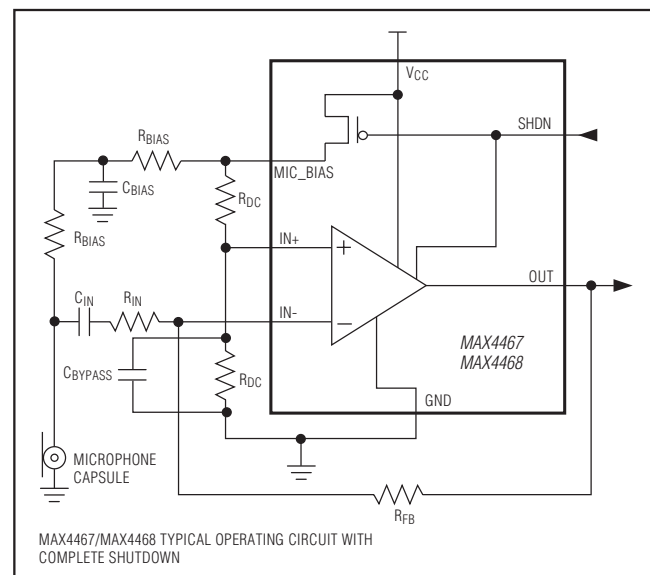 VCC
SHDN
RBIAS
MIC_BIAS
CBIAS
RDC
RBIAS
IN+
+
OUT
CIN
RIN
IN-
−
MAX4467
MAX4468
CBYPASS
RDC
GND
MICROPHONE
CAPSULE
RFB
MAX4467/MAX4468 TYPICAL OPERATING CIRCUIT WITH
COMPLETE SHUTDOWN